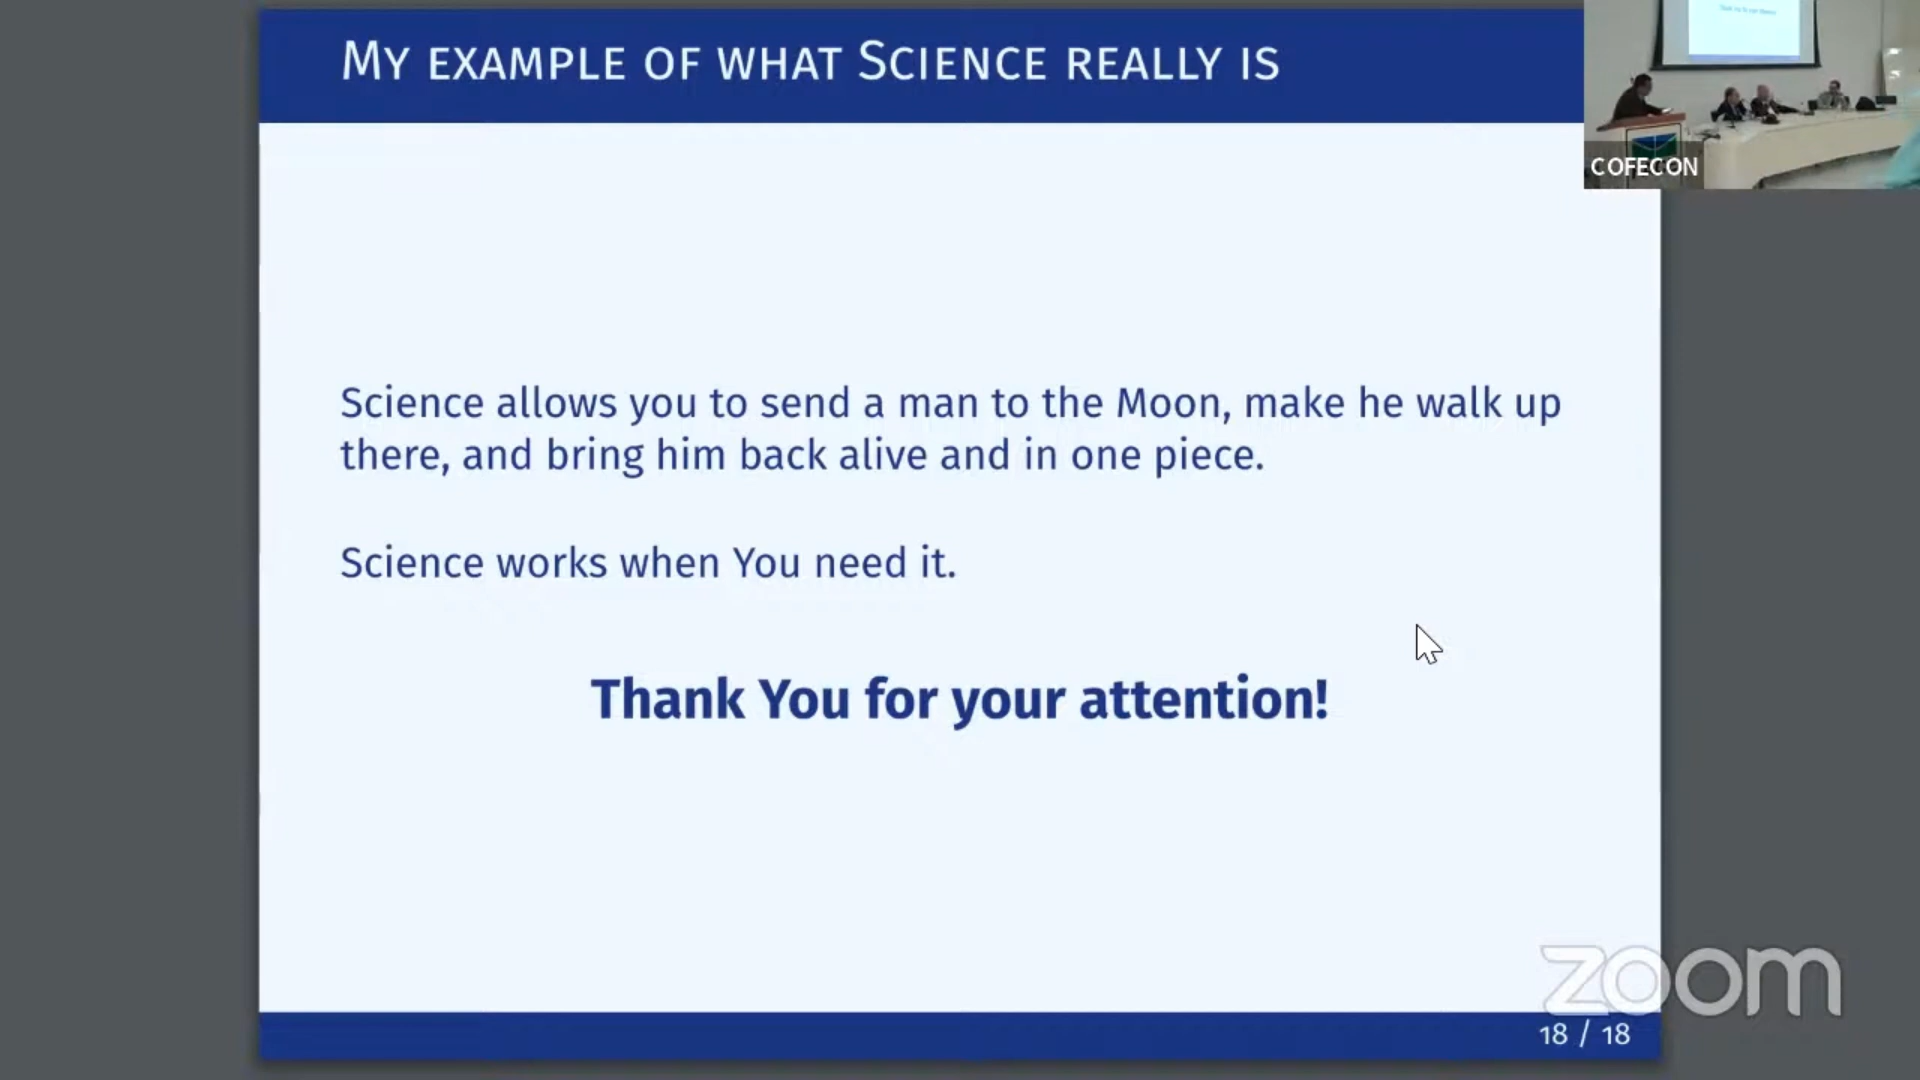 My example of what Science really is
COFECON
Science allows you to send a man to the Moon, make he walk up
there, and bring him back alive and in one piece.
Science works when You need it.
Thank You for your attention!
zoom
18 / 18